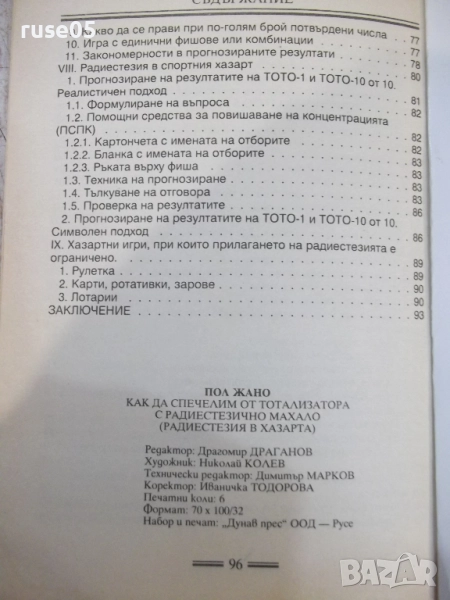 ruse05
СЪДЪРЖАНИЕ
кво да се прави при по-голям брой потвърдени числа . 77
10. Игра с единични фишове или комбинации . . . . . . . 77
11. Закономерности в прогнозираните резултати . . . . . . 78
VIII. Радиестезия в спортния хазарт . . . . . . . . . . . . . 80
1. Прогнозиране на резултатите на ТОТО-1 и ТОТО-10 от 10.
Реалистичен подход . . . . . . . . . . . . . . . . . . . . 81
1.1. Формулиране на въпроса . . . . . . . . . . . . . . . . 82
1.2. Помощни средства за повишаване на концентрацията
(ПСПК) . . . . . . . . . . . . . . . . . . . . . . . . . . 82
1.2.1. Картончета с имената на отборите . . . . . . . . . . 82
1.2.2. Бланка с имената на отборите . . . . . . . . . . . . 82
1.2.2. Ръката върху фиша . . . . . . . . . . . . . . . . . . 83
1.3. Техника на прогнозиране . . . . . . . . . . . . . . . . 83
1.4. Тълкуване на отговора . . . . . . . . . . . . . . . . . 83
1.5. Проверка на резултатите . . . . . . . . . . . . . . . . 86
2. Прогнозиране на резултатите на ТОТО-1 и ТОТО-10 от 10.
Символен подход . . . . . . . . . . . . . . . . . . . . . . 86
IX. Хазартни игри, при които прилагането на радиестезията е
ограничено. . . . . . . . . . . . . . . . . . . . . . . . . 89
1. Рулетка . . . . . . . . . . . . . . . . . . . . . . . . . 89
2. Карти, ротативки, зарове . . . . . . . . . . . . . . . . 90
3. Лотарии . . . . . . . . . . . . . . . . . . . . . . . . . 90
ЗАКЛЮЧЕНИЕ . . . . . . . . . . . . . . . . . . . . . . . . 93
ПОЛ ЖАНО
КАК ДА СПЕЧЕЛИМ ОТ ТОТАЛИЗАТОРА
С РАДИЕСТЕЗИЧНО МАХАЛО
(РАДИЕСТЕЗИЯ В ХАЗАРТА)
Редактор: Драгомир ДРАГАНОВ
Художник: Николай КОЛЕВ
Технически редактор: Димитър МАРКОВ
Коректор: Иваничка ТОДОРОВА
Печатни коли: 6
Формат: 70 x 100/32
Набор и печат: „Дунав прес" ООД — Русе
96
BAZAR